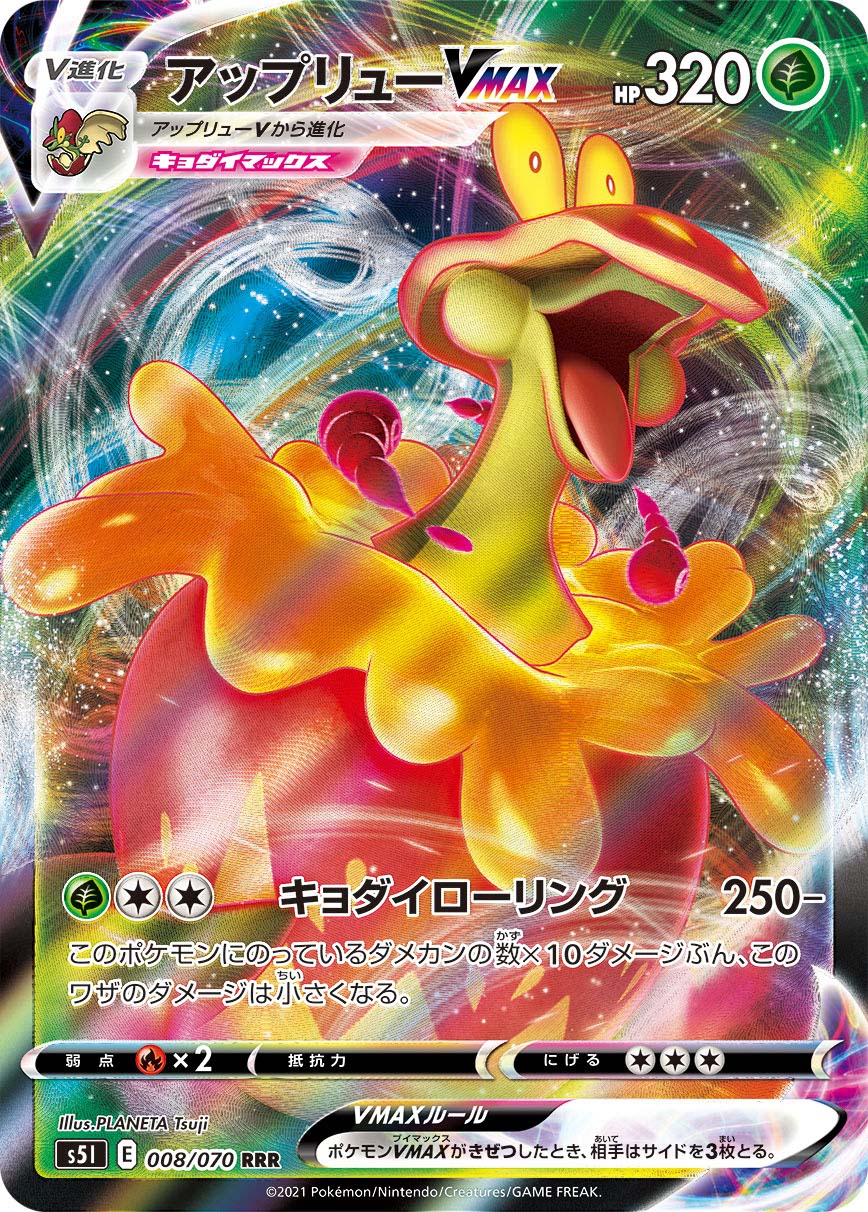 V進化
アップリューVMAX
HP320
アップリューVから進化
キョダイマックス
キョダイローリング 250-
このポケモンにのっているダメカンの数×10ダメージぶん、この
ワザのダメージは小さくなる。
弱点 ×2 抵抗力 にげる
Illus.PLANETA Tsuji
VMAXルール
ポケモンVMAXがきぜつしたとき、相手はサイドを3枚とる。
s5I E 008/070 RRR
©2021 Pokémon/Nintendo/Creatures/GAME FREAK.